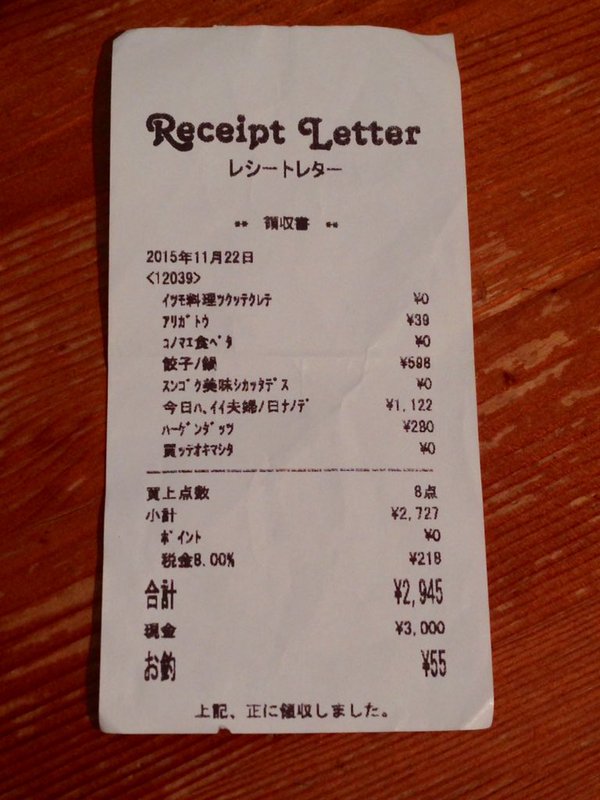 Receipt Letter
レシートレター
** 領収書 **
2015年11月22日
<12039>
ｲﾂﾓ料理ﾂｸｯﾃｸﾚﾃ ¥0
ｱﾘｶﾞﾄｳ ¥39
ｺﾉﾏｴ食ﾍﾞﾀ ¥0
餃子ﾉ鍋 ¥598
ｽﾝｺﾞｸ美味ｼｶｯﾀﾃﾞｽ ¥0
今日ﾊ､ｲｲ夫婦ﾉ日ﾅﾉﾃﾞ ¥1,122
ﾊｰｹﾞﾝﾀﾞｯﾂ ¥280
買ｯﾃｵｷﾏｼﾀ ¥0
買上点数 8点
小計 ¥2,727
ﾎﾟｲﾝﾄ ¥0
税金8.00% ¥218
合計 ¥2,945
現金 ¥3,000
お釣 ¥55
上記、正に領収しました。